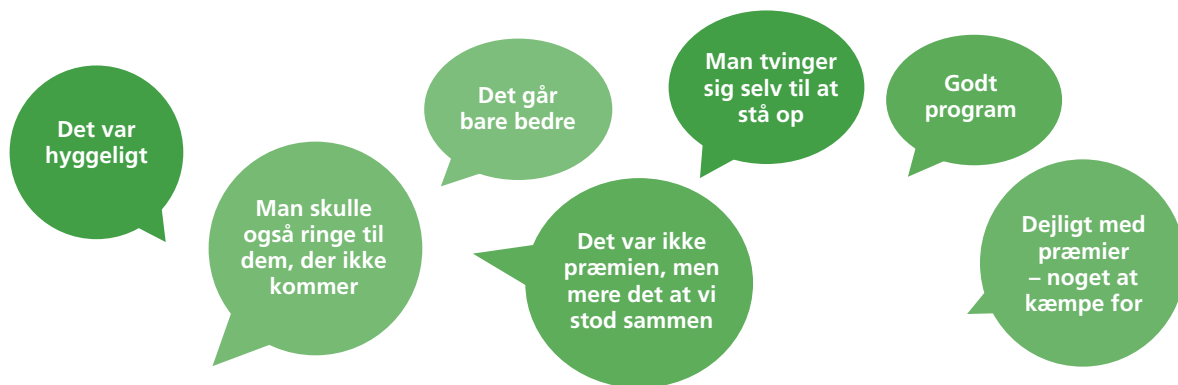 Det var
hyggeligt
Man skulle
også ringe til
dem, der ikke
kommer
Det går
bare bedre
Det var ikke
præmien, men
mere det at vi
stod sammen
Man tvinger
sig selv til at
stå op
Godt
program
Dejligt med
præmier
– noget at
kæmpe for